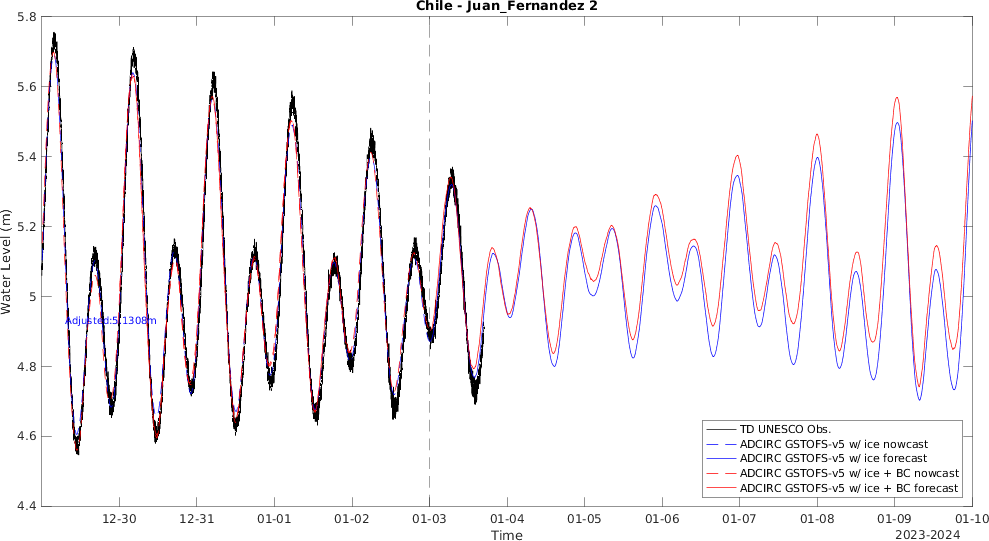 Chile - Juan_Fernandez 2
Water Level (m)
5.8
5.6
5.4
5.2
5
4.8
4.6
4.4
Adjusted:5.1308m
TD UNESCO Obs.
ADCIRC GSTOFS-v5 w/ ice nowcast
ADCIRC GSTOFS-v5 w/ ice forecast
ADCIRC GSTOFS-v5 w/ ice + BC nowcast
ADCIRC GSTOFS-v5 w/ ice + BC forecast
12-30 12-31 01-01 01-02 01-03 01-04 01-05 01-06 01-07 01-08 01-09 01-10
Time
2023-2024